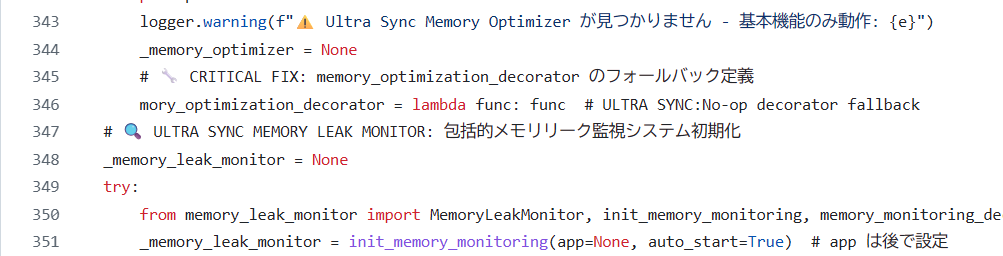 343 logger.warning(f"⚠️ Ultra Sync Memory Optimizer が見つかりません - 基本機能のみ動作: {e}")
344 _memory_optimizer = None
345 # 🔧 CRITICAL FIX: memory_optimization_decorator のフォールバック定義
346 mory_optimization_decorator = lambda func: func  # ULTRA SYNC:No-op decorator fallback
347 # 🔍 ULTRA SYNC MEMORY LEAK MONITOR: 包括的メモリリーク監視システム初期化
348 _memory_leak_monitor = None
349 try:
350 from memory_leak_monitor import MemoryLeakMonitor, init_memory_monitoring, memory_monitoring_de
351 _memory_leak_monitor = init_memory_monitoring(app=None, auto_start=True)  # app は後で設定